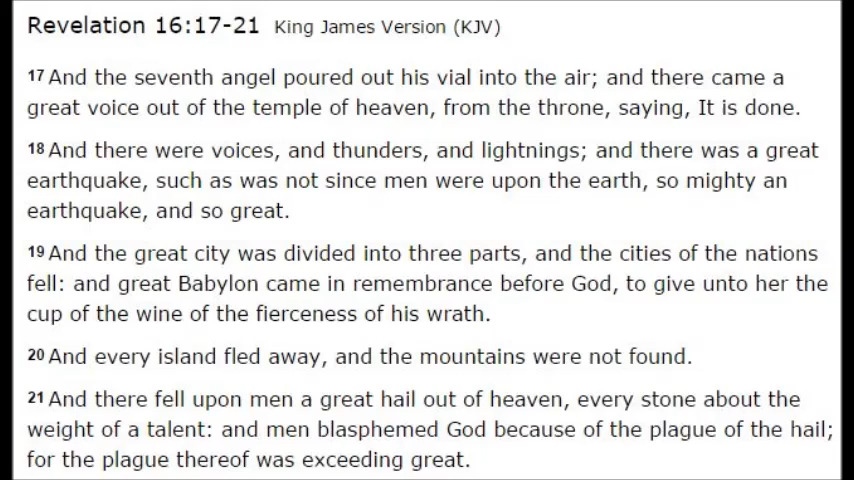 Revelation 16:17-21 King James Version (KJV)
17 And the seventh angel poured out his vial into the air; and there came a
great voice out of the temple of heaven, from the throne, saying, It is done.
18 And there were voices, and thunders, and lightnings; and there was a great
earthquake, such as was not since men were upon the earth, so mighty an
earthquake, and so great.
19 And the great city was divided into three parts, and the cities of the nations
fell: and great Babylon came in remembrance before God, to give unto her the
cup of the wine of the fierceness of his wrath.
20 And every island fled away, and the mountains were not found.
21 And there fell upon men a great hail out of heaven, every stone about the
weight of a talent: and men blasphemed God because of the plague of the hail;
for the plague thereof was exceeding great.